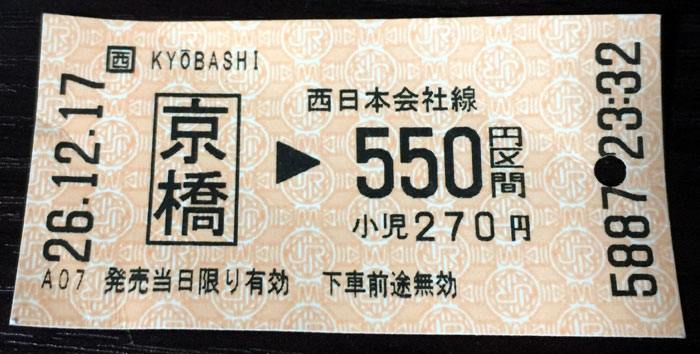 26.12.17
西 KYŌBASHI
京橋
西日本会社線
▶ 550円区間
小児270円
A07 発売当日限り有効 下車前途無効
5887 23:32